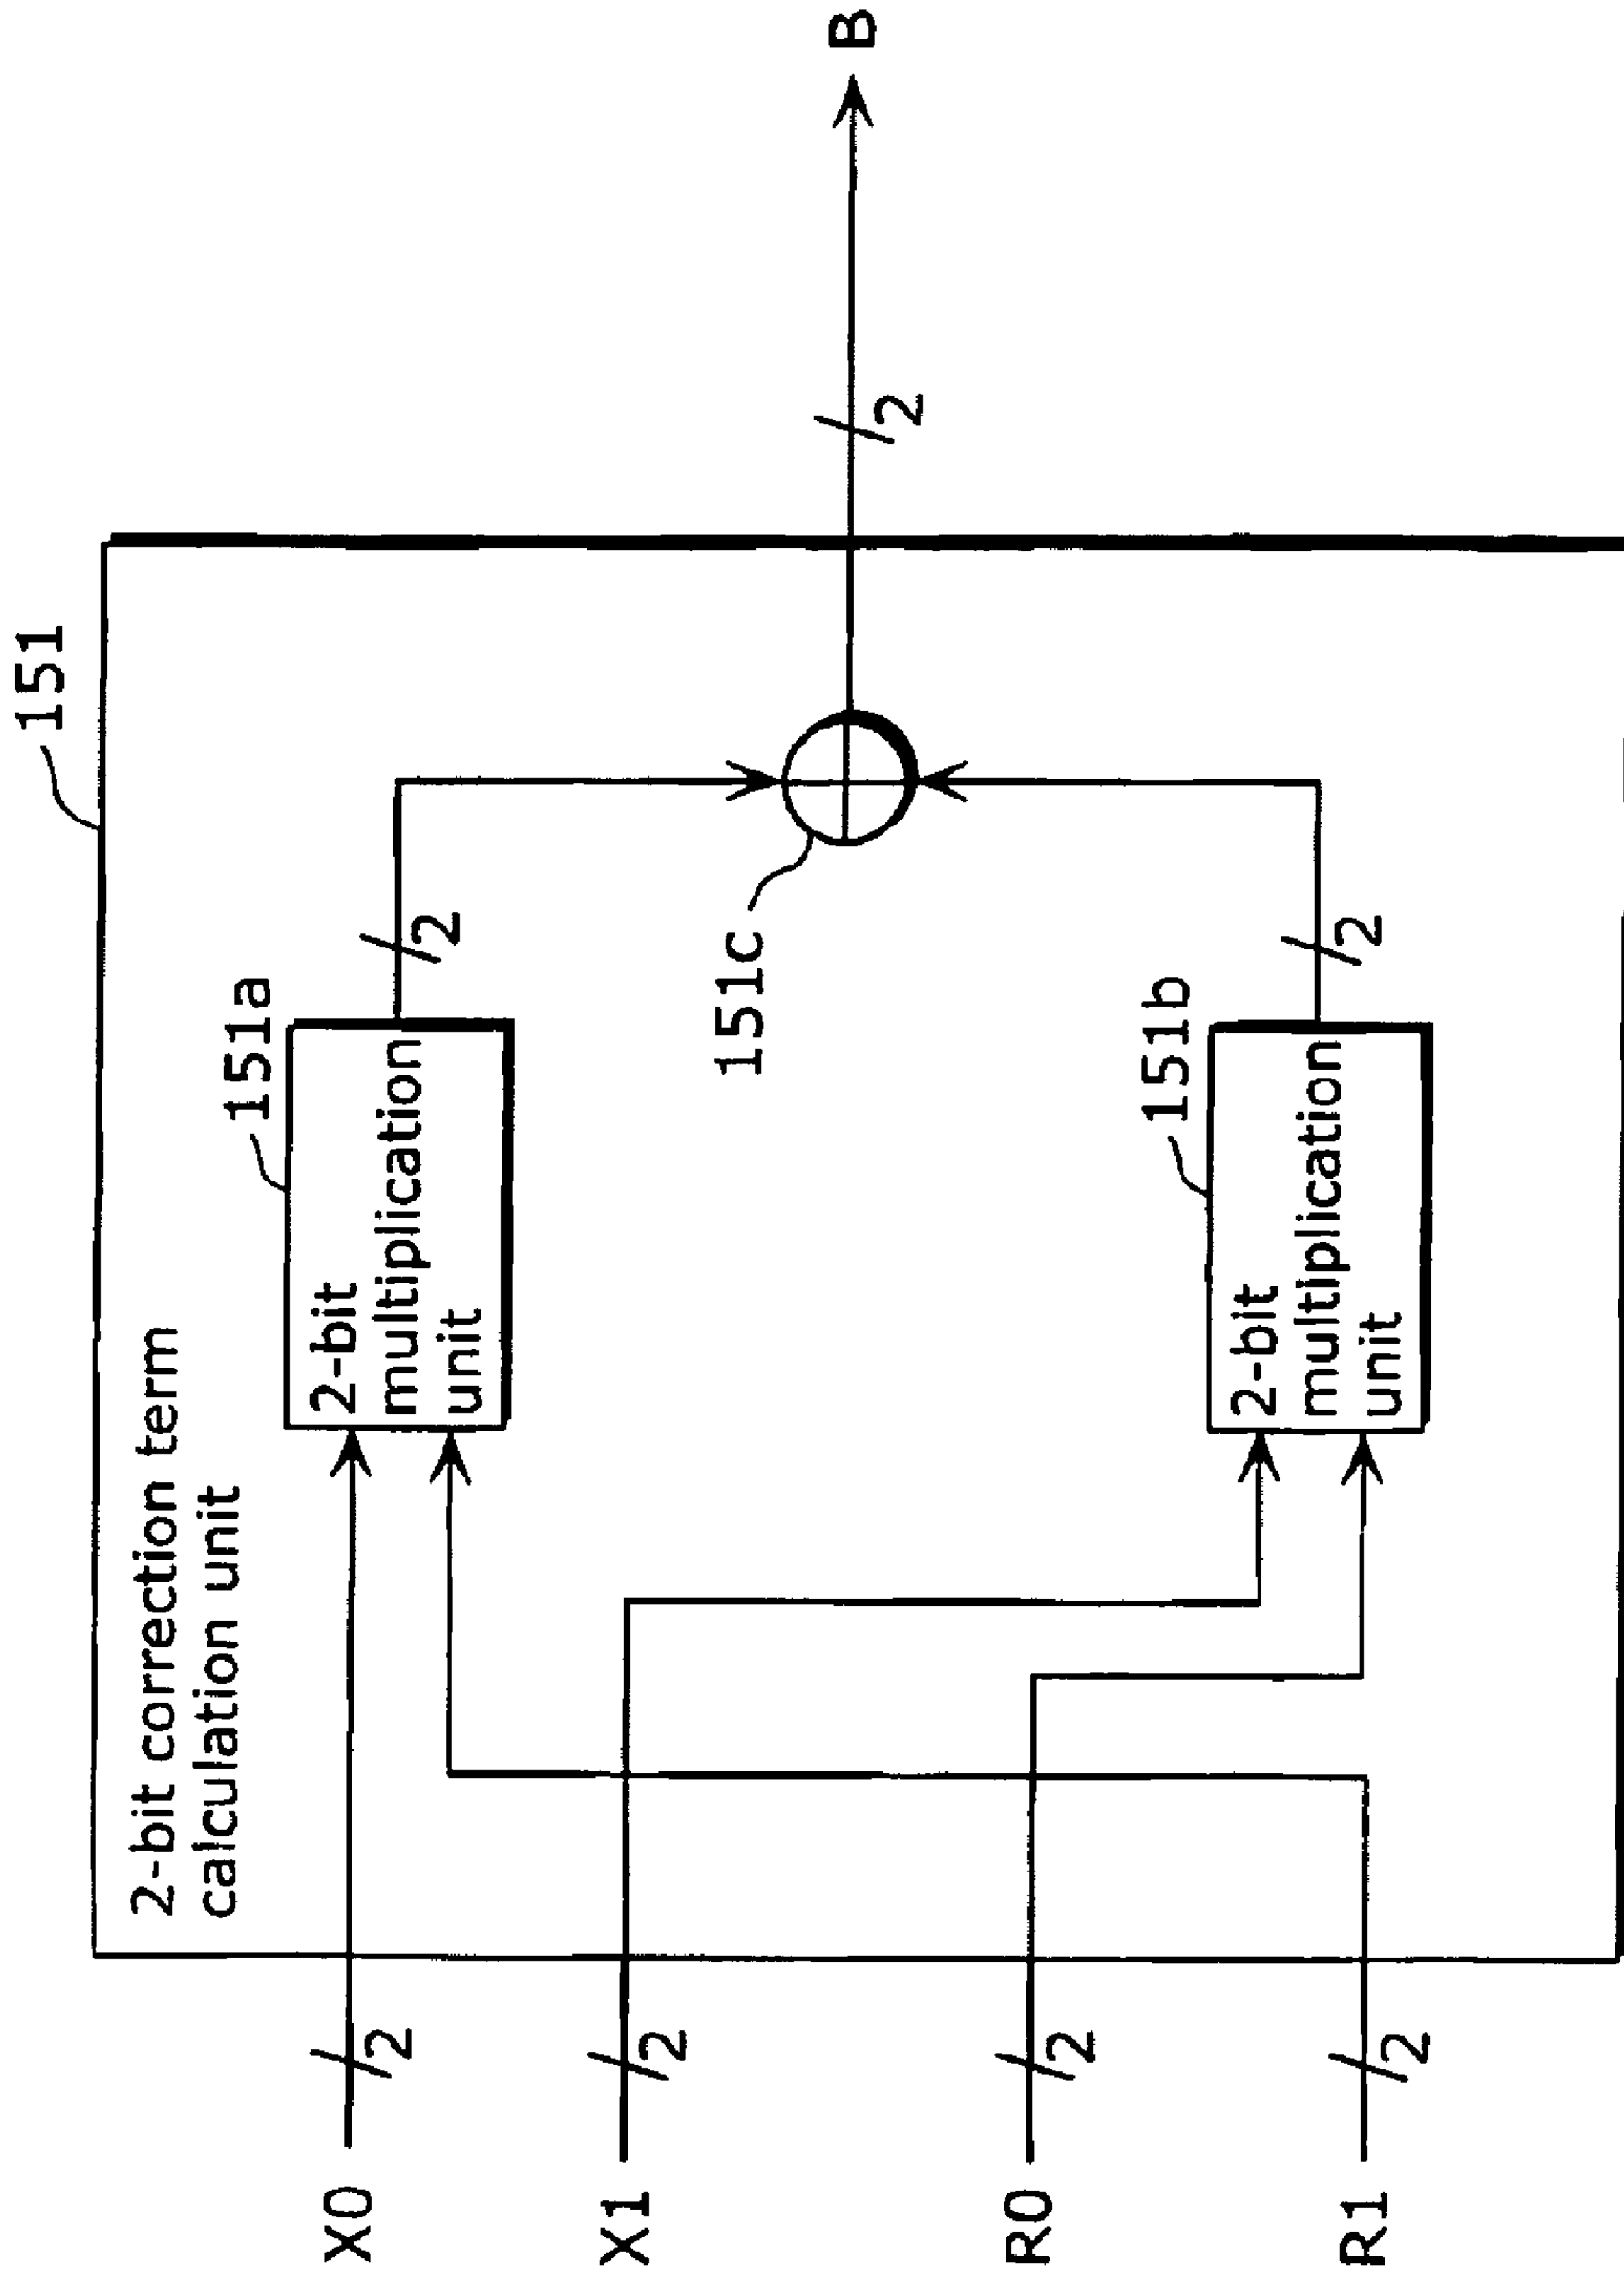 151
2-bit correction term
calculation unit
151a
2-bit
multiplication
unit
X0
2
2
X1
2
151c
2
B
R0
2
151b
2-bit
multiplication
unit
2
R1
2